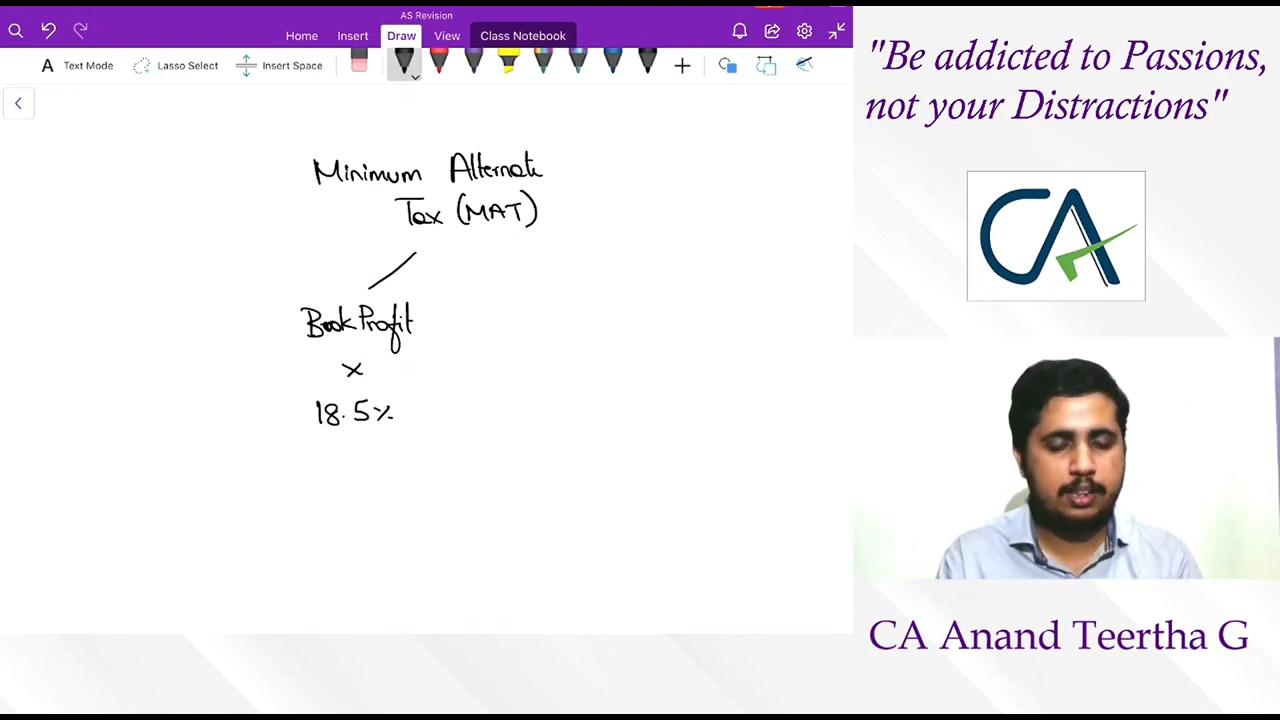 AS Revision
Home Insert Draw View Class Notebook
A Text Mode Lasso Select Insert Space
Minimum Alternate
Tax (MAT)
Book Profit
×
18.5%
"Be addicted to Passions,
not your Distractions"
CA
CA Anand Teertha G